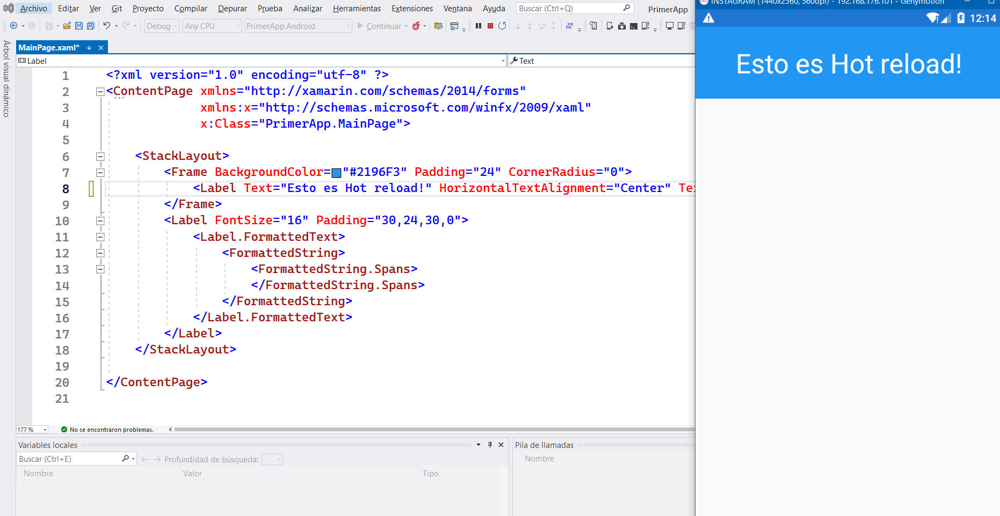 Archivo Editar Ver Git Proyecto Compilar Depurar Prueba Analizar Herramientas Extensiones Ventana Ayuda Buscar (Ctrl+Q) PrimerApp
Debug Any CPU PrimerApp.Android Continuar
Árbol visual dinámico
MainPage.xaml*
Label Text
1 <?xml version="1.0" encoding="utf-8" ?>
2 <ContentPage xmlns="http://xamarin.com/schemas/2014/forms"
3 xmlns:x="http://schemas.microsoft.com/winfx/2009/xaml"
4 x:Class="PrimerApp.MainPage">
5
6 <StackLayout>
7 <Frame BackgroundColor="#2196F3" Padding="24" CornerRadius="0">
8 <Label Text="Esto es Hot reload!" HorizontalTextAlignment="Center"
9 </Frame>
10 <Label FontSize="16" Padding="30,24,30,0">
11 <Label.FormattedText>
12 <FormattedString>
13 <FormattedString.Spans>
14 </FormattedString.Spans>
15 </FormattedString>
16 </Label.FormattedText>
17 </Label>
18 </StackLayout>
19
20 </ContentPage>
21
177 % No se encontraron problemas.
Variables locales
Buscar (Ctrl+E) Profundidad de búsqueda:
Nombre Valor Tipo
Pila de llamadas
Nombre
INSTAGRAM (1440x2560, 560dpi) - 192.168.176.101 - Genymotion
12:14
Esto es Hot reload!